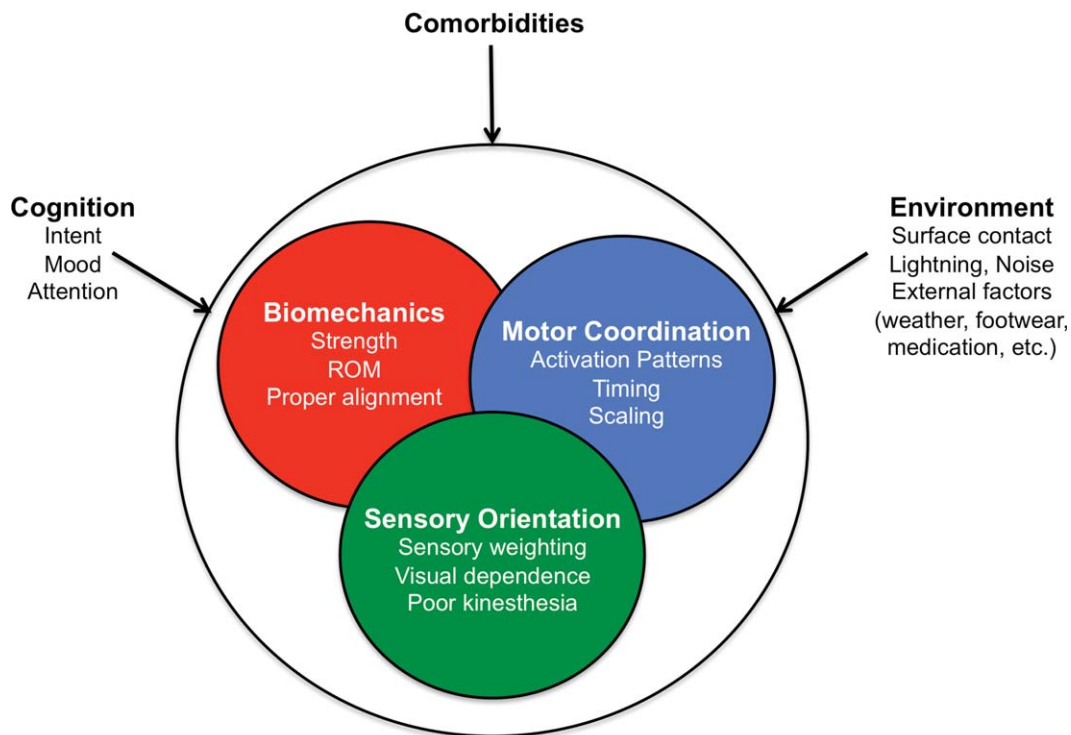 Comorbidities
Cognition
Intent
Mood
Attention
Environment
Surface contact
Lightning, Noise
External factors
(weather, footwear,
medication, etc.)
Biomechanics
Strength
ROM
Proper alignment
Motor Coordination
Activation Patterns
Timing
Scaling
Sensory Orientation
Sensory weighting
Visual dependence
Poor kinesthesia